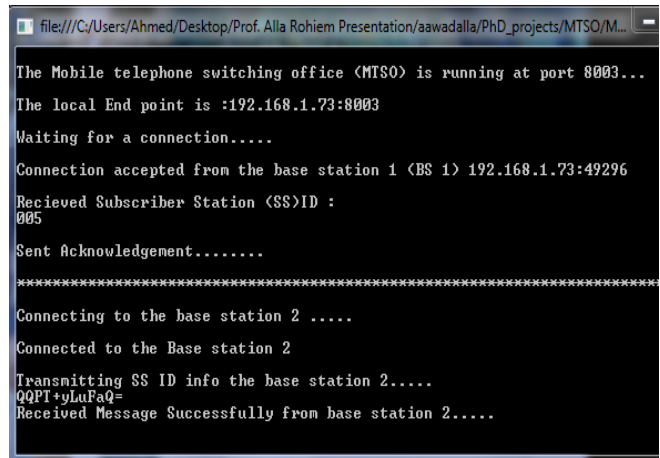 file:///C:/Users/Ahmed/Desktop/Prof. Alla Rohiem Presentation/aawadalla/PhD_projects/MTSO/M...
The Mobile telephone switching office (MTSO) is running at port 8003...
The local End point is :192.168.1.73:8003
Waiting for a connection.....
Connection accepted from the base station 1 (BS 1) 192.168.1.73:49296
Recieved Subscriber Station (SS)ID :
005
Sent Acknowledgement........
*************************************************************************
Connecting to the base station 2 .....
Connected to the Base station 2
Transmitting SS ID info the base station 2.....
QQPT+yLuFaQ=
Received Message Successfully from base station 2.....